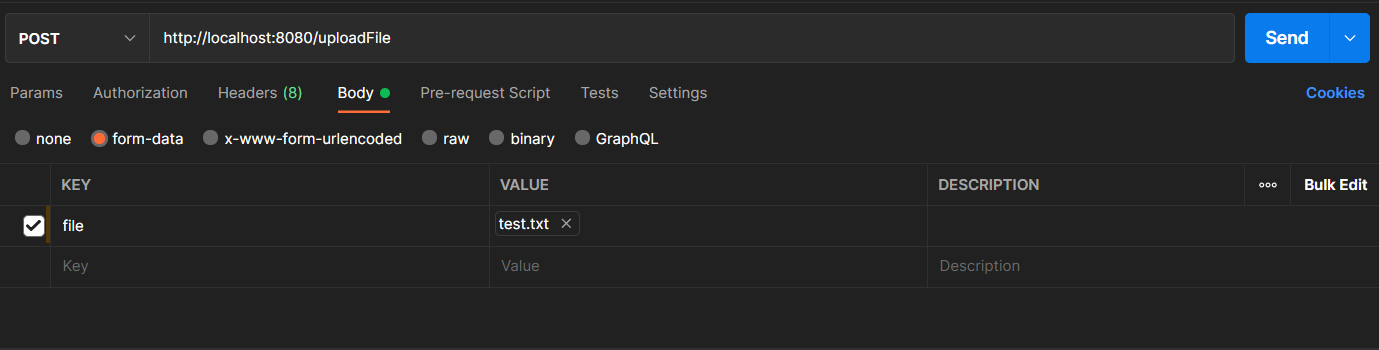 POST http://localhost:8080/uploadFile Send
Params Authorization Headers (8) Body Pre-request Script Tests Settings Cookies
none form-data x-www-form-urlencoded raw binary GraphQL
KEY VALUE DESCRIPTION Bulk Edit
file test.txt
Key Value Description